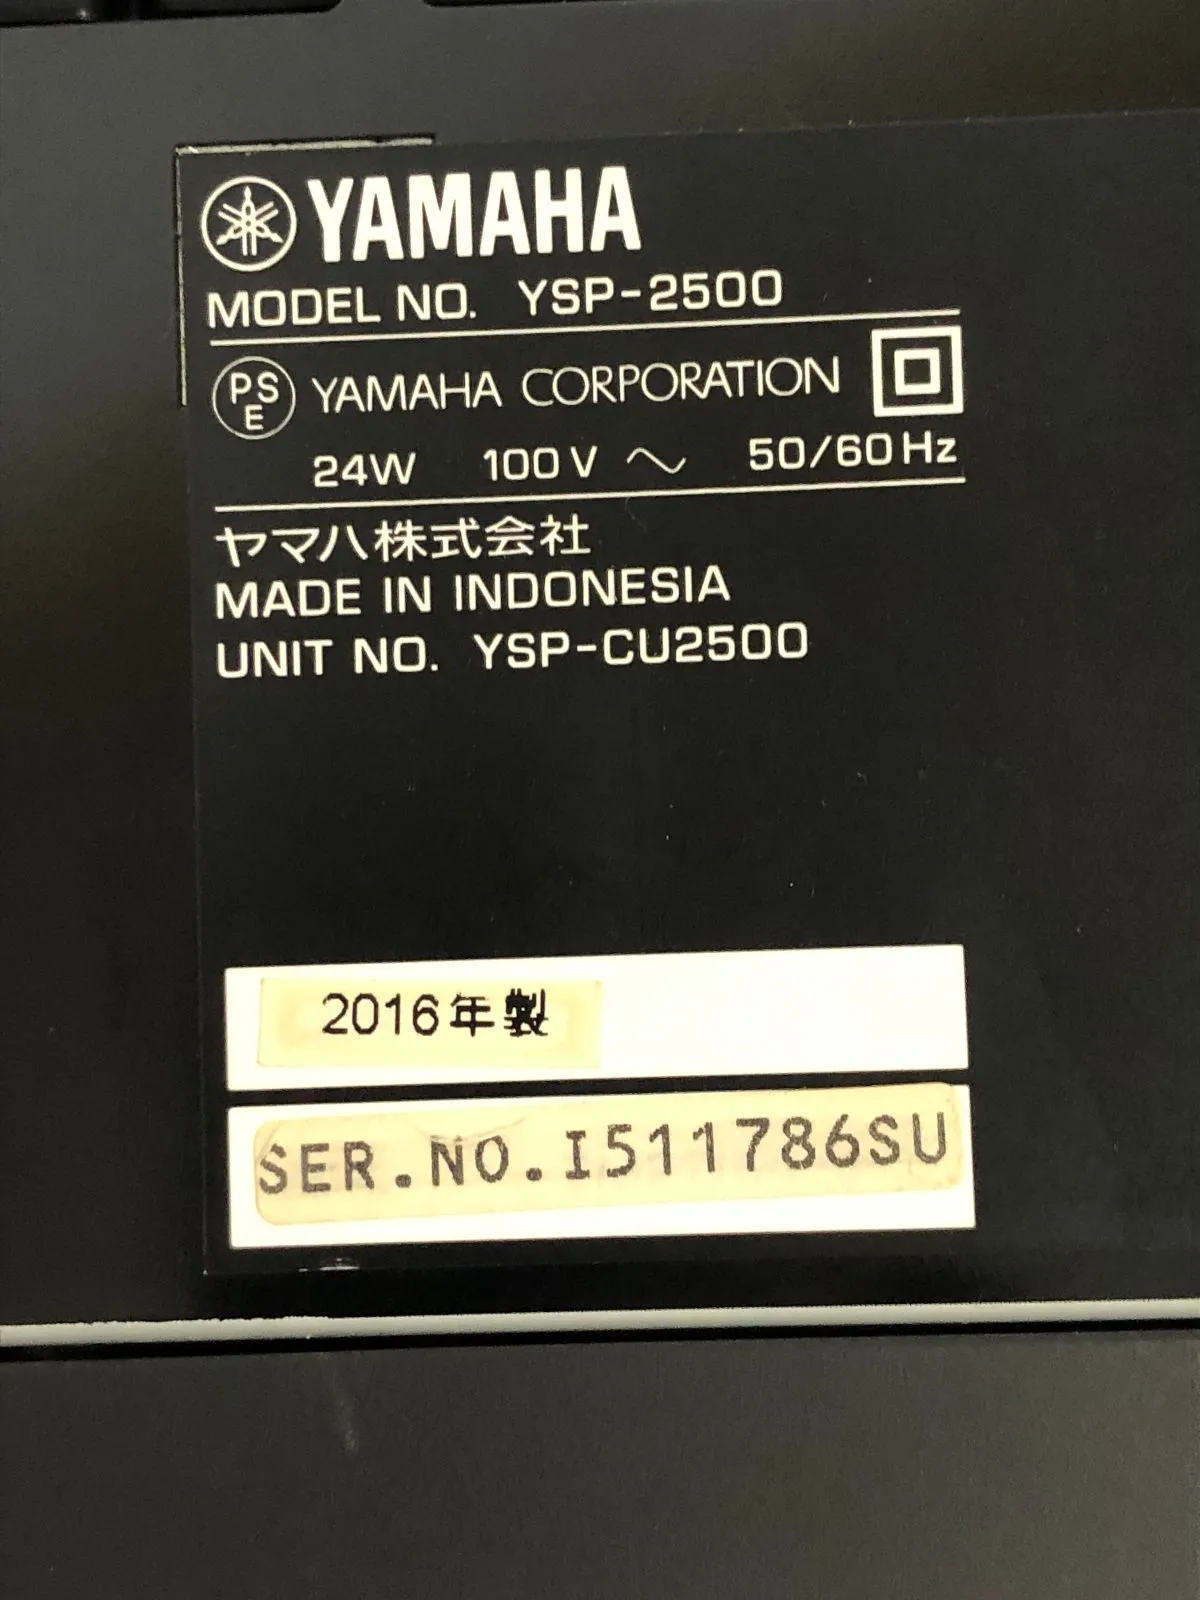 YAMAHA
MODEL NO. YSP-2500
PSE YAMAHA CORPORATION
24W 100V ~ 50/60Hz
ヤマハ株式会社
MADE IN INDONESIA
UNIT NO. YSP-CU2500
2016年製
SER.NO.I511786SU